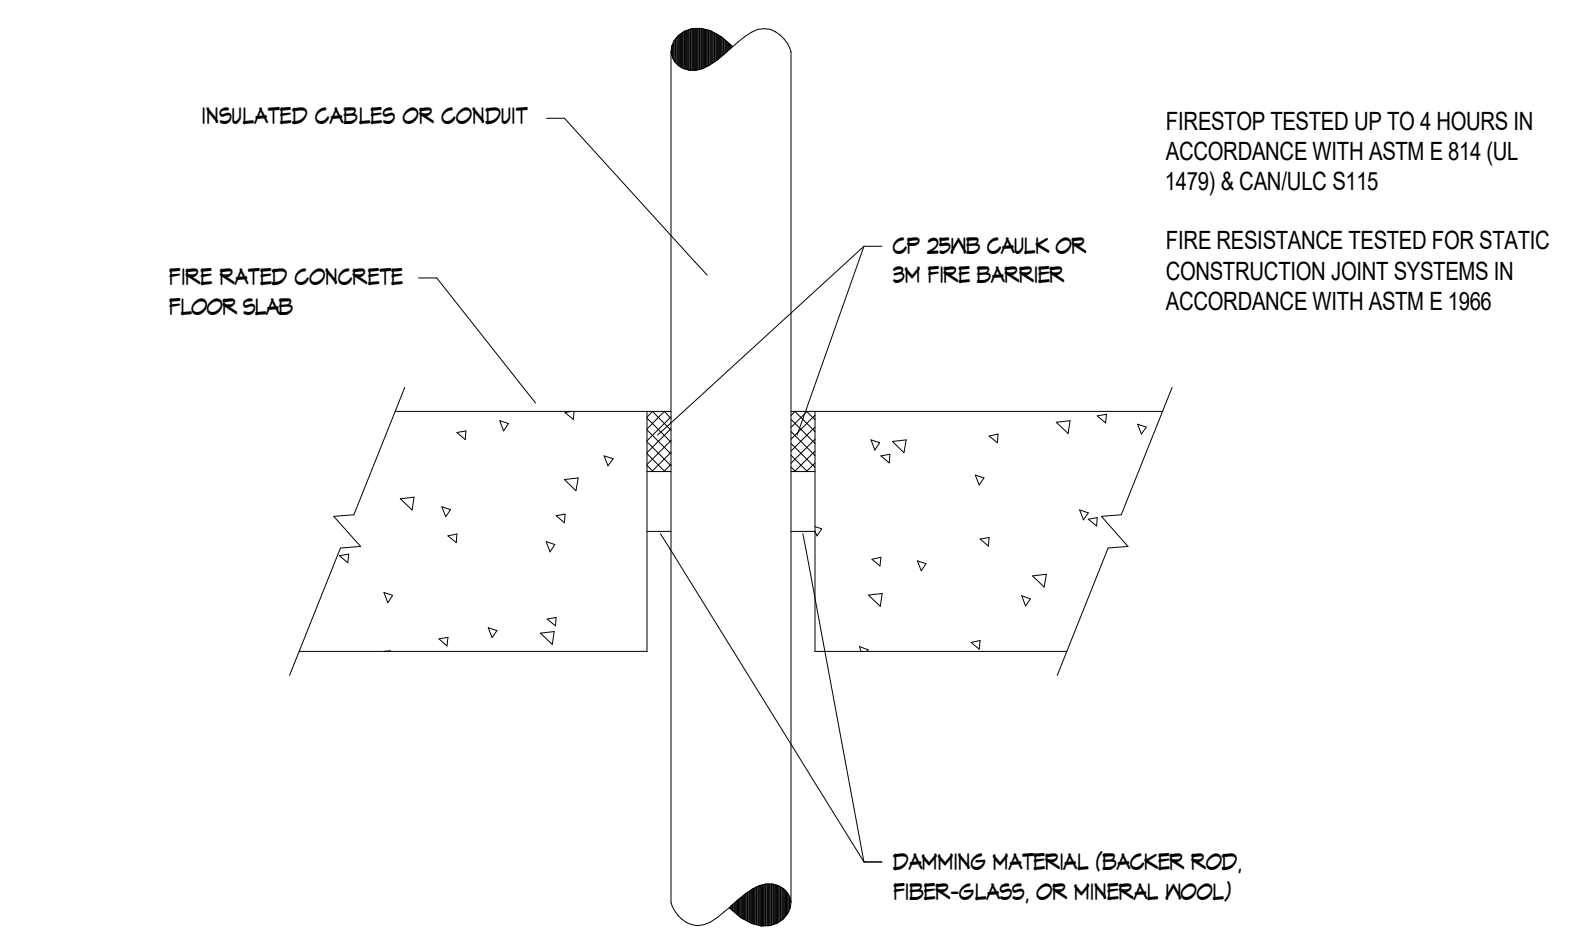 INSULATED CABLES OR CONDUIT
FIRE RATED CONCRETE
FLOOR SLAB
CP 25WB CAULK OR
3M FIRE BARRIER
FIRESTOP TESTED UP TO 4 HOURS IN
ACCORDANCE WITH ASTM E 814 (UL
1479) & CAN/ULC S115
FIRE RESISTANCE TESTED FOR STATIC
CONSTRUCTION JOINT SYSTEMS IN
ACCORDANCE WITH ASTM E 1966
DAMMING MATERIAL (BACKER ROD,
FIBER-GLASS, OR MINERAL WOOL)